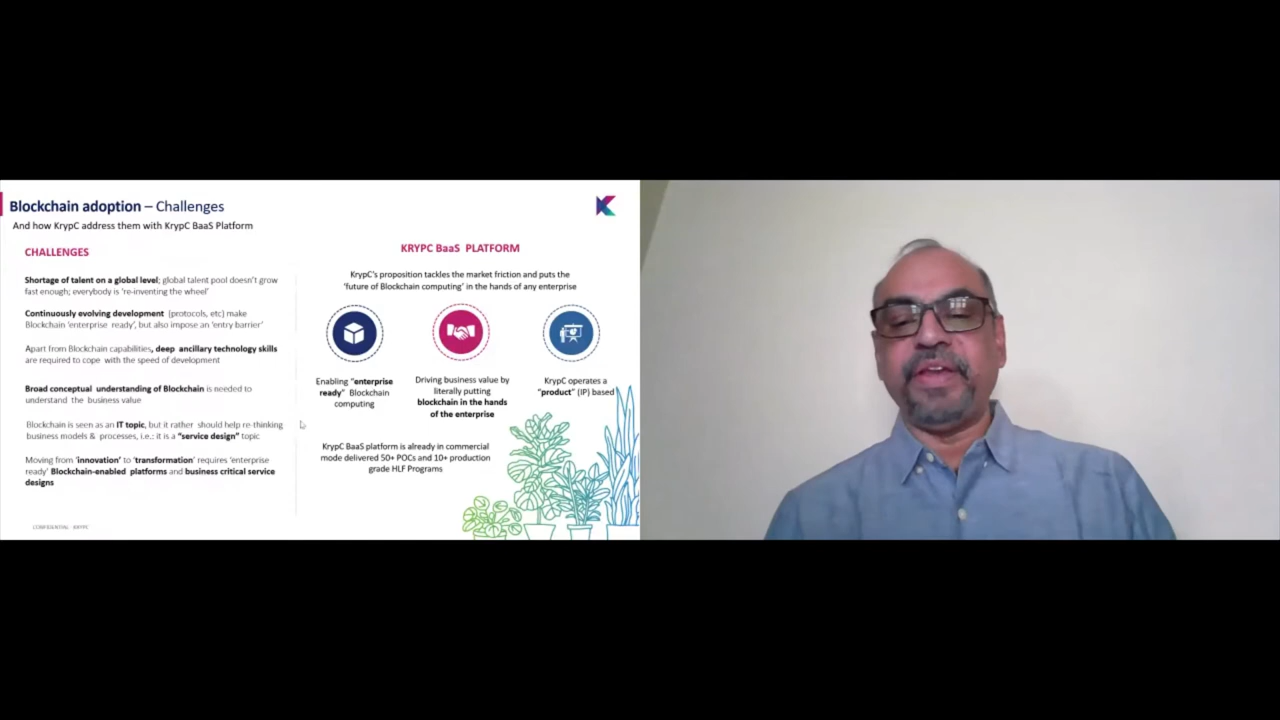 Blockchain adoption – Challenges
And how KrypC address them with KrypC BaaS Platform
CHALLENGES
Shortage of talent on a global level; global talent pool doesn't grow
fast enough; everybody is 're-inventing the wheel'
Continuously evolving development (protocols, etc) make
Blockchain 'enterprise ready', but also impose an 'entry barrier'
Apart from Blockchain capabilities, deep ancillary technology skills
are required to cope with the speed of development
Broad conceptual understanding of Blockchain is needed to
understand the business value
Blockchain is seen as an IT topic, but it rather should help re-thinking
business models & processes, i.e.: it is a "service design" topic
Moving from 'innovation' to 'transformation' requires 'enterprise
ready' Blockchain-enabled platforms and business critical service
designs
CONFIDENTIAL KRYPC
KRYPC BaaS PLATFORM
KrypC's proposition tackles the market friction and puts the
'future of Blockchain computing' in the hands of any enterprise
Enabling "enterprise
ready" Blockchain
computing
Driving business value by
literally putting
blockchain in the hands
of the enterprise
KrypC operates a
"product" (IP) based
KrypC BaaS platform is already in commercial
mode delivered 50+ POCs and 10+ production
grade HLF Programs